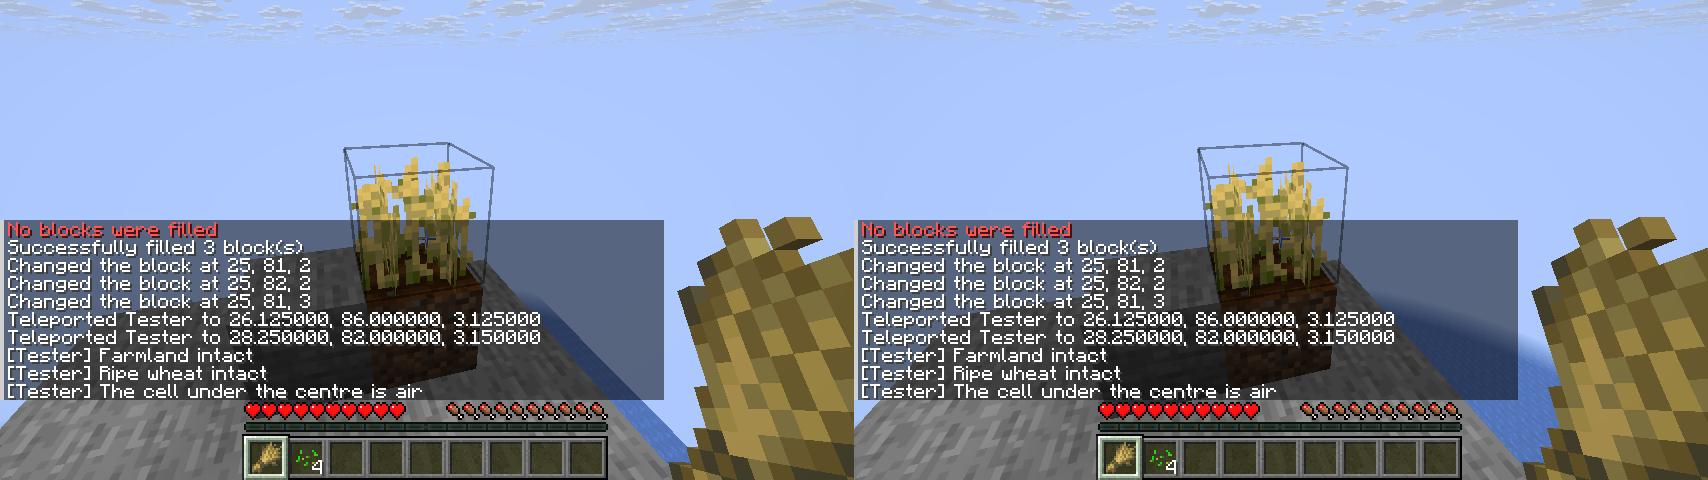 No blocks were filled
Successfully filled 3 block(s)
Changed the block at 25, 81, 2
Changed the block at 25, 82, 2
Changed the block at 25, 81, 3
Teleported Tester to 26.125000, 86.000000, 3.125000
Teleported Tester to 28.250000, 82.000000, 3.150000
[Tester] Farmland intact
[Tester] Ripe wheat intact
[Tester] The cell under the centre is air
4
No blocks were filled
Successfully filled 3 block(s)
Changed the block at 25, 81, 2
Changed the block at 25, 82, 2
Changed the block at 25, 81, 3
Teleported Tester to 26.125000, 86.000000, 3.125000
Teleported Tester to 28.250000, 82.000000, 3.150000
[Tester] Farmland intact
[Tester] Ripe wheat intact
[Tester] The cell under the centre is air
4